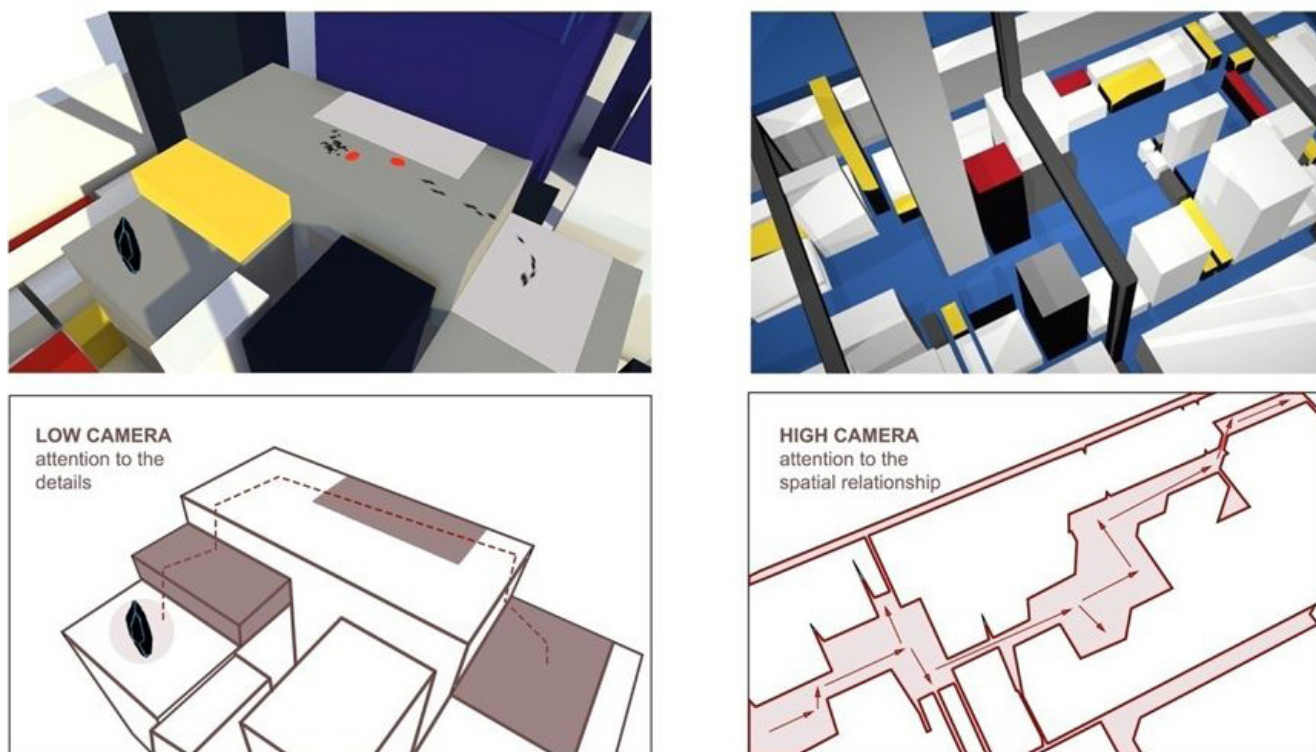 LOW CAMERA
attention to the
details
HIGH CAMERA
attention to the
spatial relationship